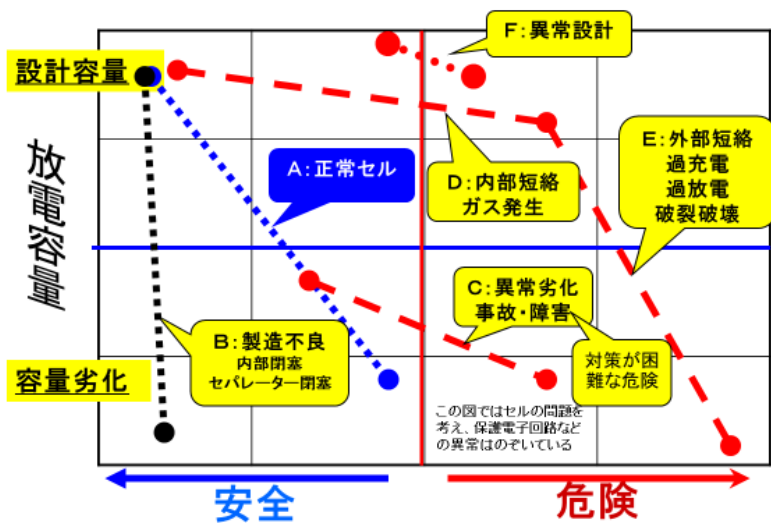 F:異常設計
設計容量
放電容量
A:正常セル
D:内部短絡
ガス発生
E:外部短絡
過充電
過放電
破裂破壊
C:異常劣化
事故・障害
B:製造不良
内部閉塞
セパレーター閉塞
対策が困
難な危険
容量劣化
この図ではセルの問題を
考え、保護電子回路など
の異常はのぞいている
安全
危険